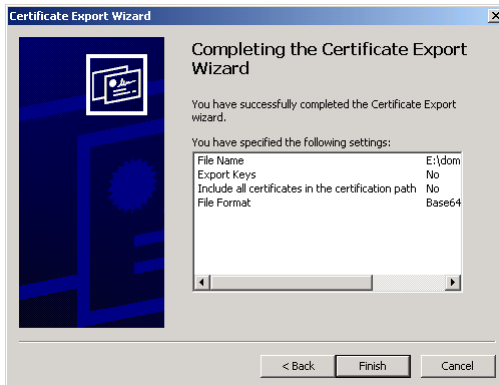 Certificate Export Wizard
Completing the Certificate Export
Wizard
You have successfully completed the Certificate Export
wizard.
You have specified the following settings:
File Name E:\dom
Export Keys No
Include all certificates in the certification path No
File Format Base64
< Back Finish Cancel